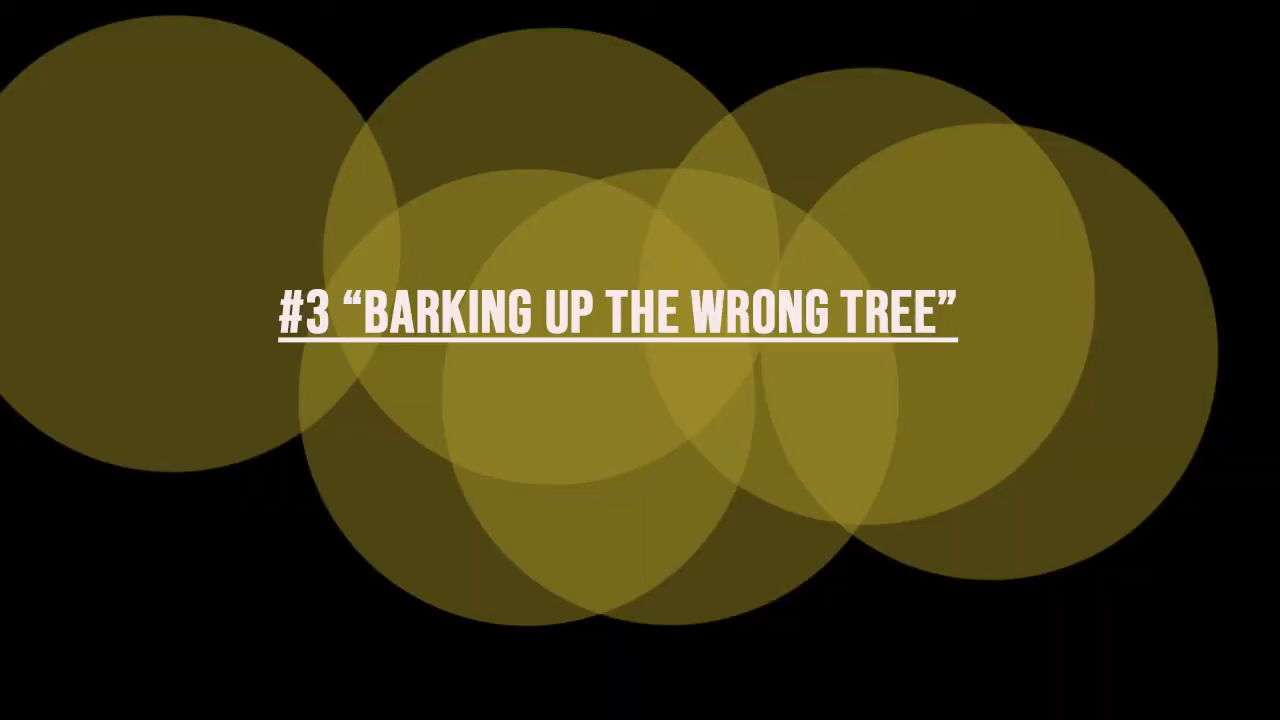 #3 “BARKING UP THE WRONG TREE”